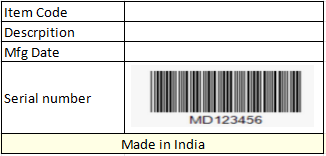 Item Code
Descrpition
Mfg Date
Serial number
MD123456
Made in India